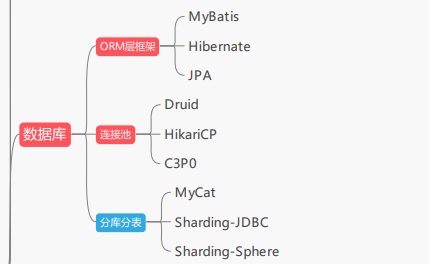 数据库
ORM层框架
MyBatis
Hibernate
JPA
连接池
Druid
HikariCP
C3P0
分库分表
MyCat
Sharding-JDBC
Sharding-Sphere